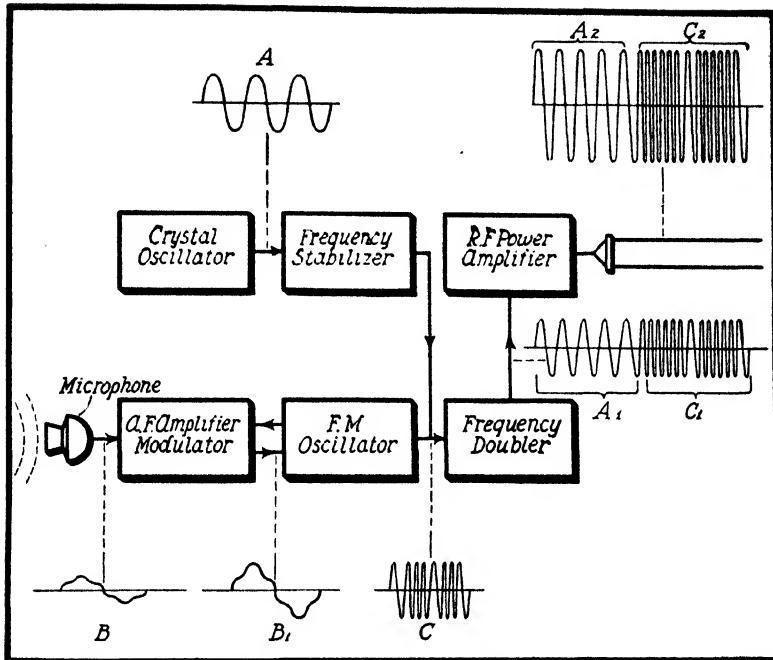 A
A2
C2
Crystal
Oscillator
Frequency
Stabilizer
R.F Power
Amplifier
Microphone
A.F. Amplifier
Modulator
F.M
Oscillator
Frequency
Doubler
A1
C1
B
B1
C